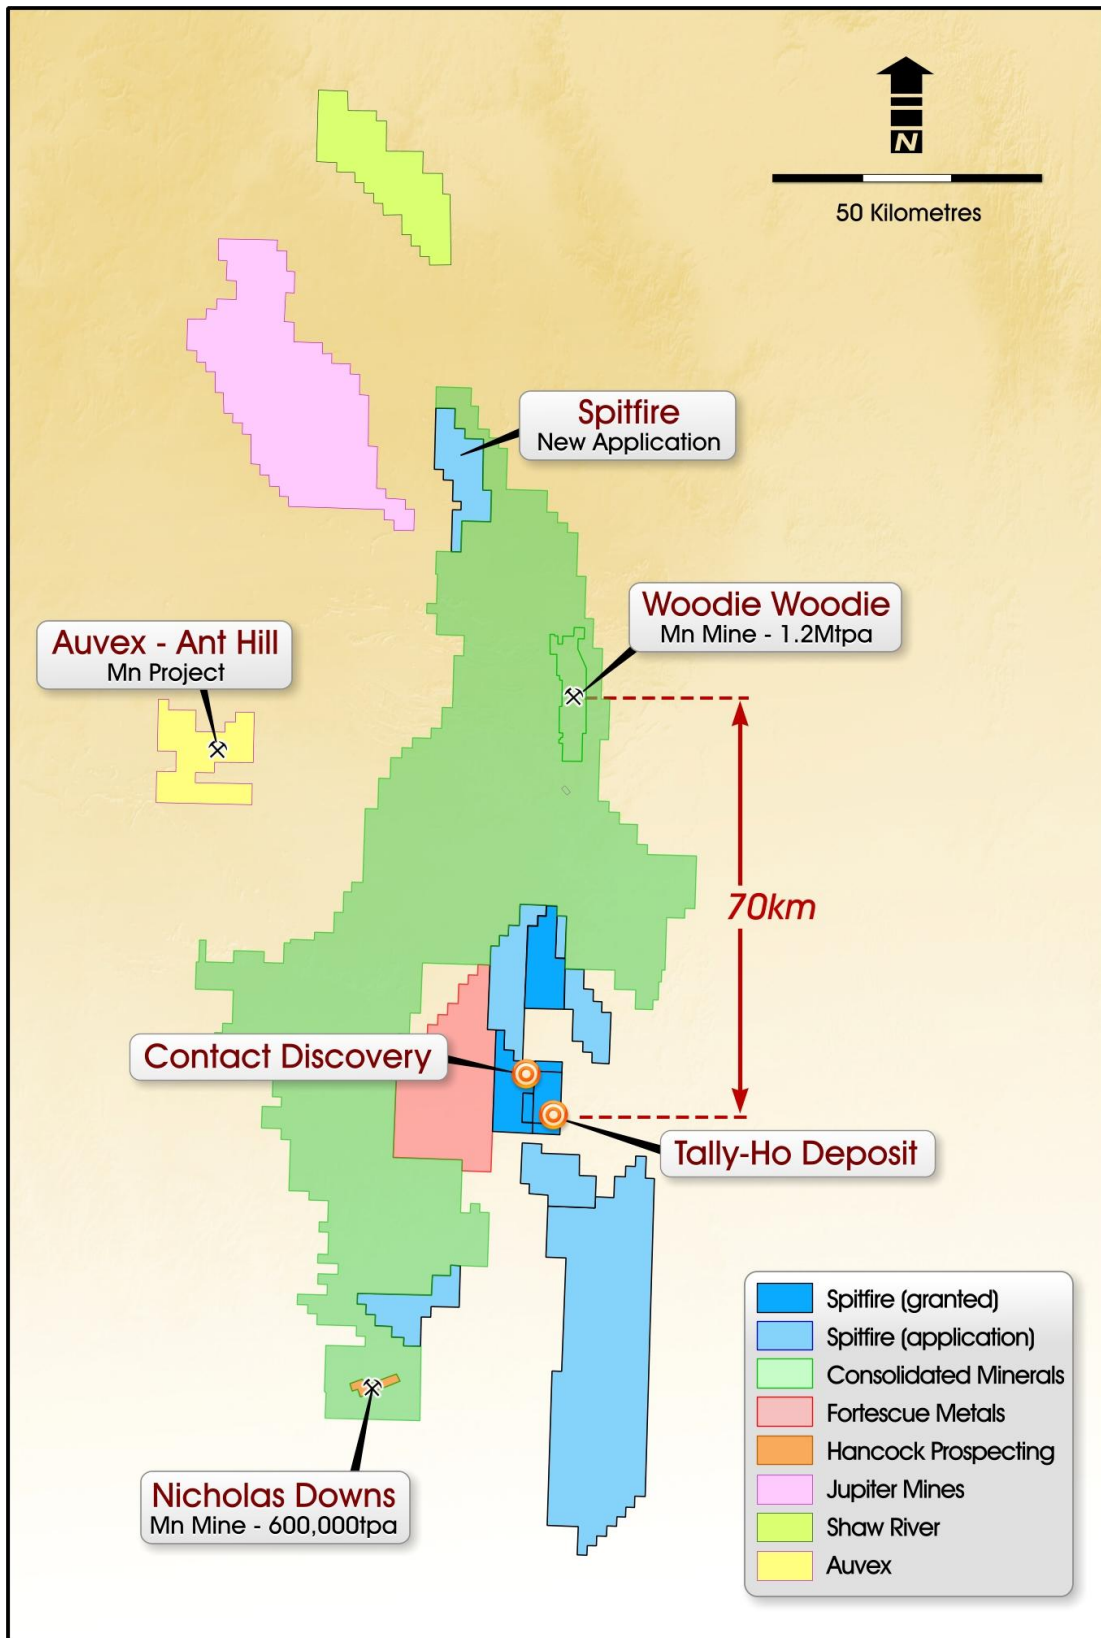 N
50 Kilometres
Spitfire
New Application
Woodie Woodie
Mn Mine - 1.2Mtpa
Auvex - Ant Hill
Mn Project
70km
Contact Discovery
Tally-Ho Deposit
Nicholas Downs
Mn Mine - 600,000tpa
Spitfire (granted)
Spitfire (application)
Consolidated Minerals
Fortescue Metals
Hancock Prospecting
Jupiter Mines
Shaw River
Auvex